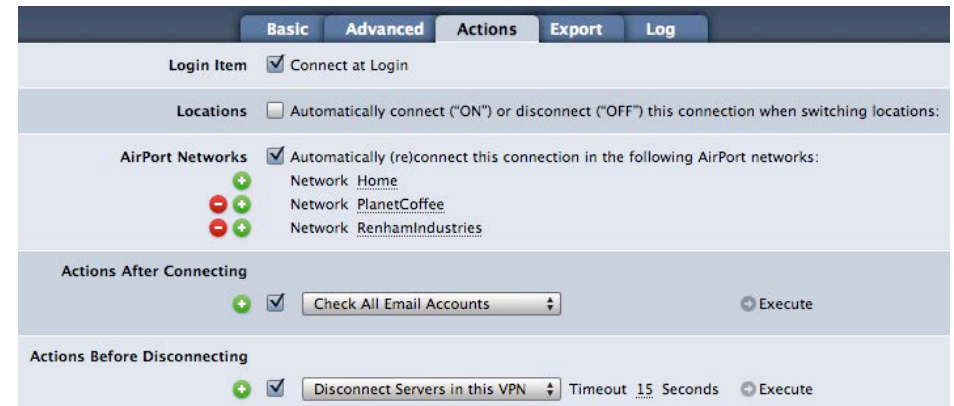 Basic Advanced Actions Export Log
Login Item Connect at Login
Locations Automatically connect (“ON”) or disconnect (“OFF”) this connection when switching locations:
AirPort Networks Automatically (re)connect this connection in the following AirPort networks:
Network Home
Network PlanetCoffee
Network RenhamIndustries
Actions After Connecting
Check All Email Accounts Execute
Actions Before Disconnecting
Disconnect Servers in this VPN Timeout 15 Seconds Execute